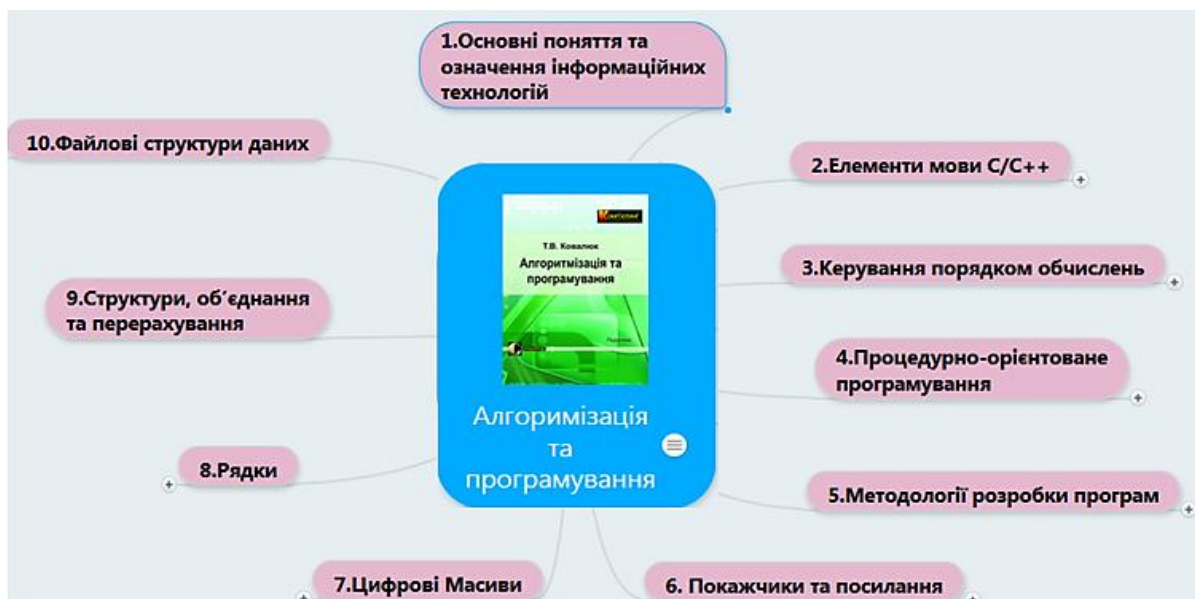 1.Основні поняття та
означення інформаційних
технологій
10.Файлові структури даних
2.Елементи мови С/С++
Т.В. Ковалюк
Алгоритмізація та
програмування
3.Керування порядком обчислень
9.Структури, об′єднання
та перерахування
4.Процедурно-орієнтоване
програмування
Алгоримізація
та
програмування
8.Рядки
5.Методології розробки програм
7.Цифрові Масиви
6. Покажчики та посилання